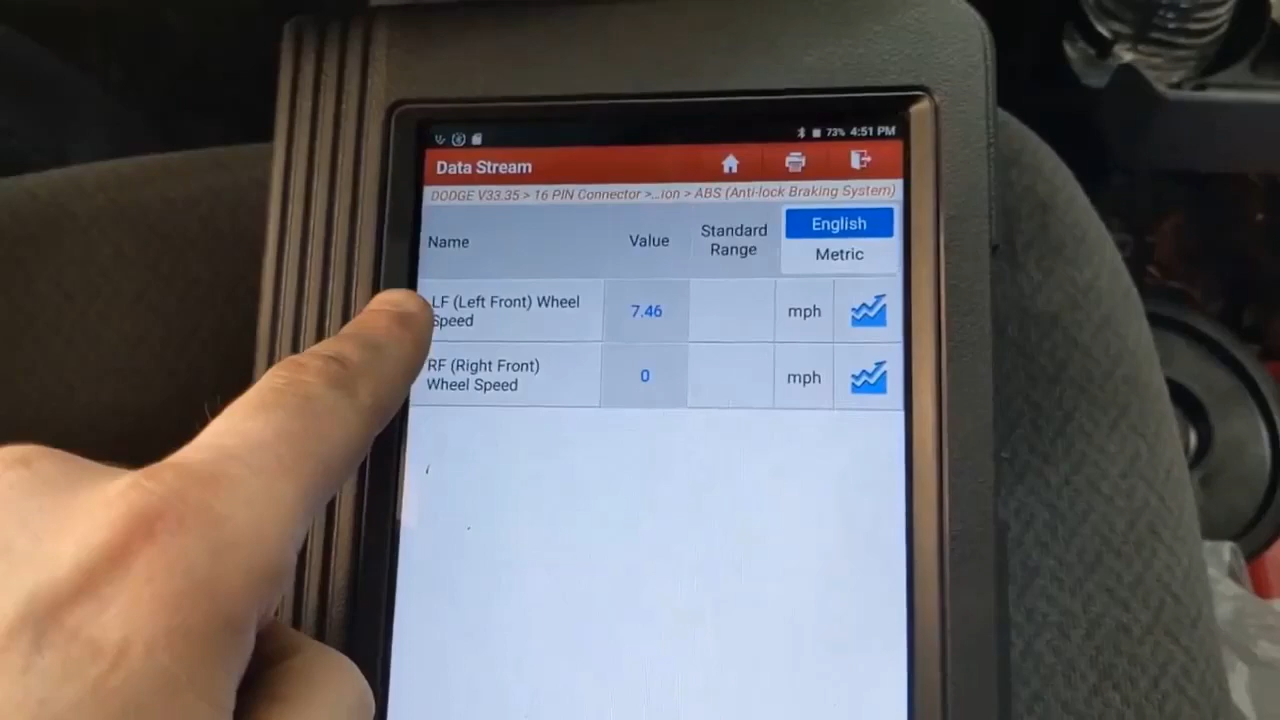 73% 4:51 PM
Data Stream
DODGE V33.35 > 16 PIN Connector >...ion > ABS (Anti-lock Braking System)
Name Value Standard Range English
Metric
LF (Left Front) Wheel Speed 7.46 mph
RF (Right Front) Wheel Speed 0 mph